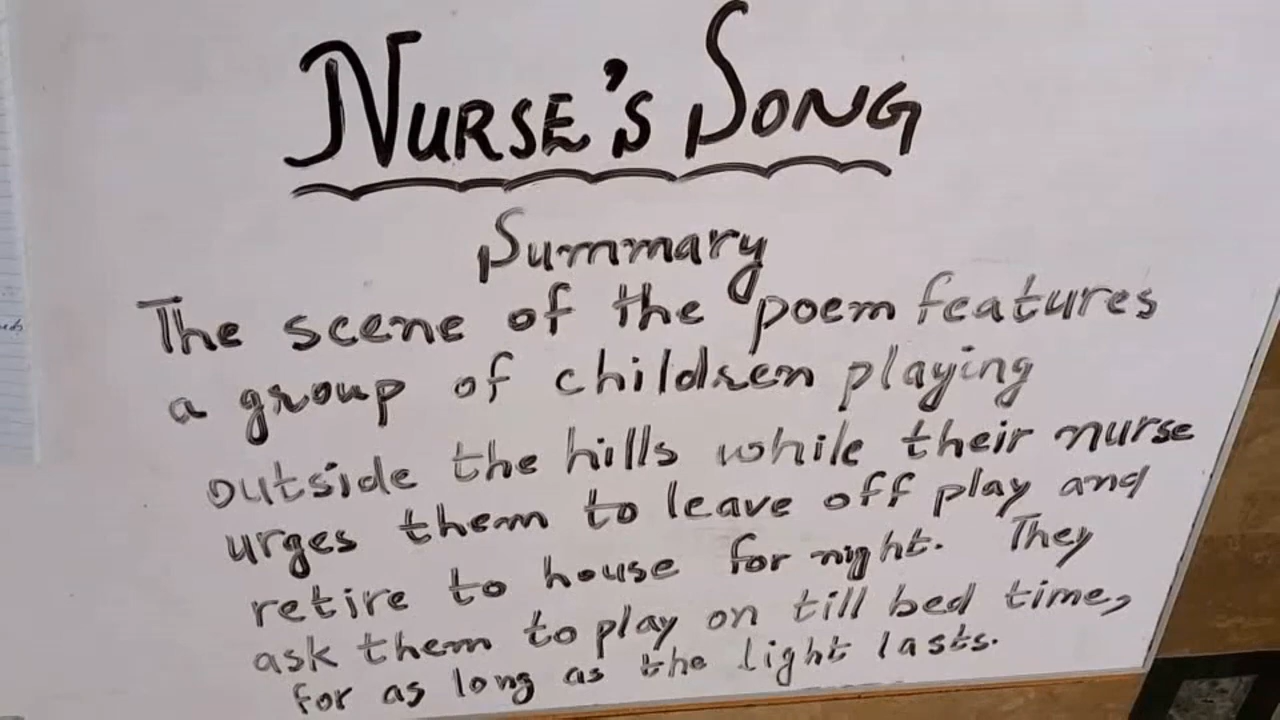 NURSE'S SONG
Summary
The scene of the poem features
a group of children playing
outside the hills while their nurse
urges them to leave off play and
retire to house for night. They
ask them to play on till bed time,
for as long as the light lasts.